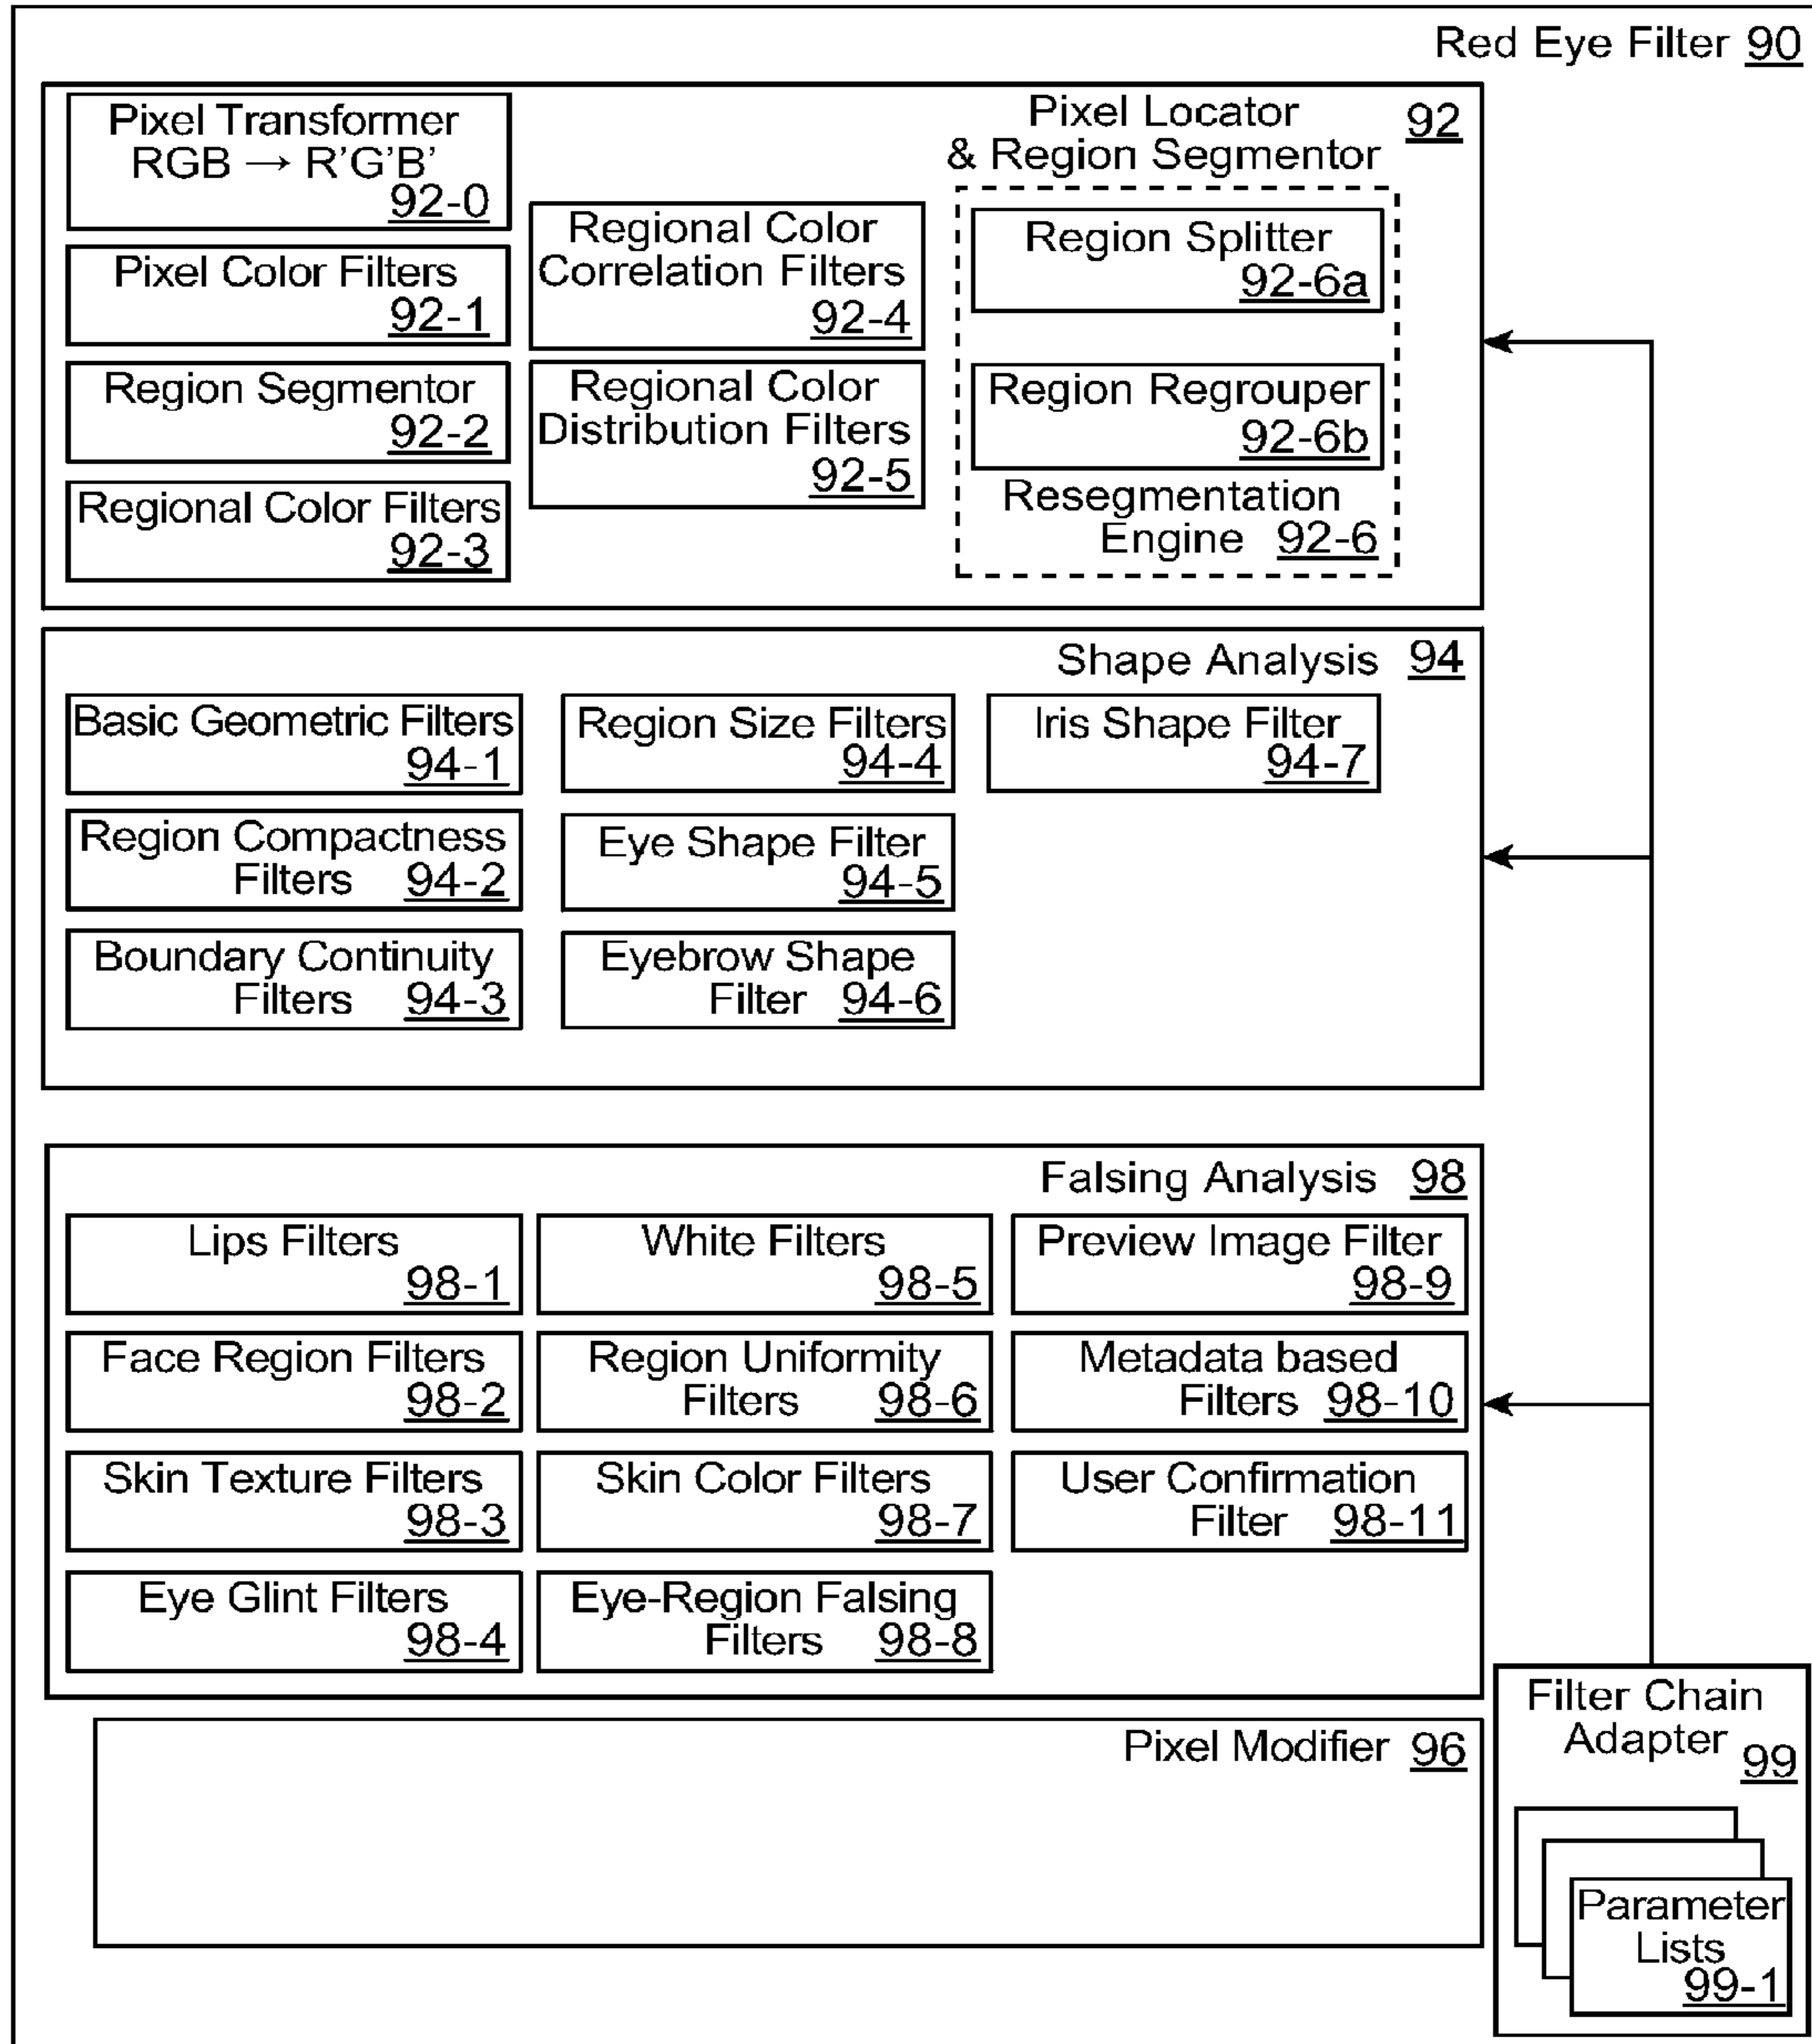 Red Eye Filter 90
Pixel Locator
& Region Segmentor
92
Pixel Transformer
RGB → R'G'B'
92-0
Pixel Color Filters
92-1
Region Segmentor
92-2
Regional Color Filters
92-3
Regional Color
Correlation Filters
92-4
Regional Color
Distribution Filters
92-5
Region Splitter
92-6a
Region Regrouper
92-6b
Resegmentation
Engine 92-6
Shape Analysis 94
Basic Geometric Filters
94-1
Region Compactness
Filters 94-2
Boundary Continuity
Filters 94-3
Region Size Filters
94-4
Eye Shape Filter
94-5
Eyebrow Shape
Filter 94-6
Iris Shape Filter
94-7
Falsing Analysis 98
Lips Filters
98-1
Face Region Filters
98-2
Skin Texture Filters
98-3
Eye Glint Filters
98-4
White Filters
98-5
Region Uniformity
Filters 98-6
Skin Color Filters
98-7
Eye-Region Falsing
Filters 98-8
Preview Image Filter
98-9
Metadata based
Filters 98-10
User Confirmation
Filter 98-11
Pixel Modifier 96
Filter Chain
Adapter 99
Parameter
Lists
99-1